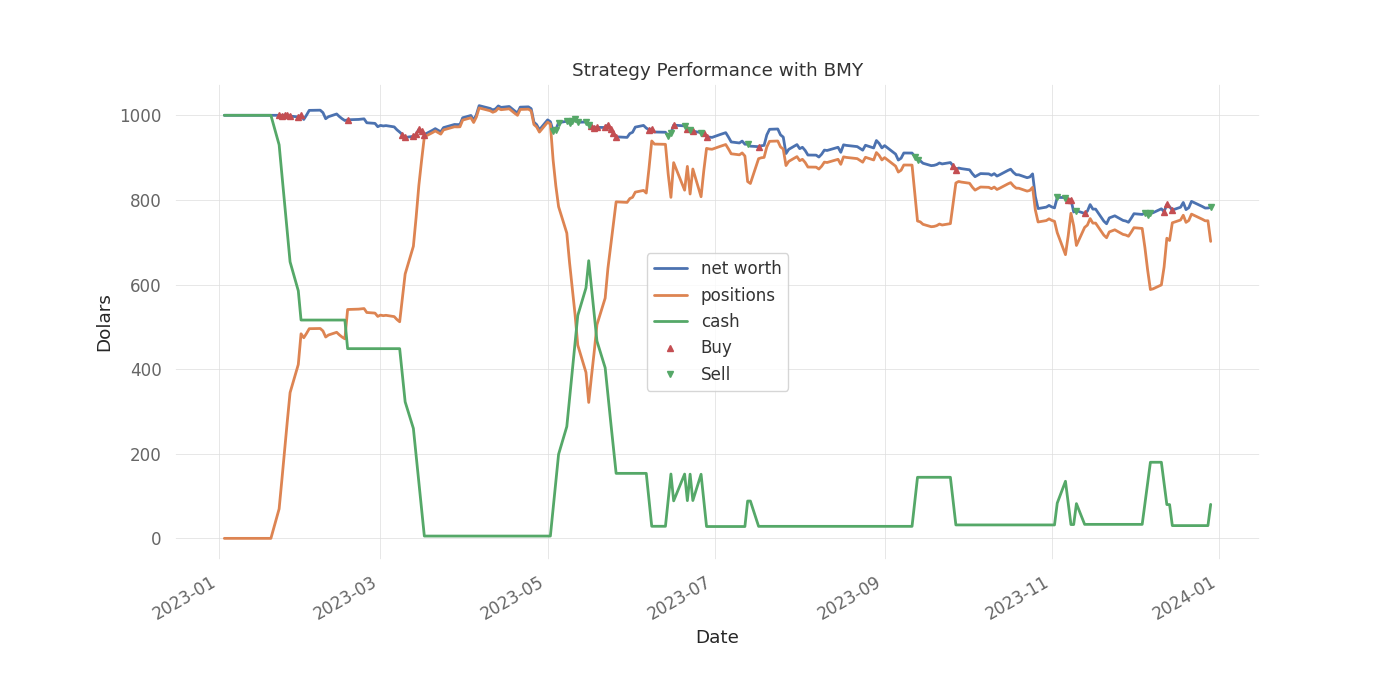 Strategy Performance with BMY
1000
800
600
400
200
0
Dolars
net worth
positions
cash
Buy
Sell
2023-01
2023-03
2023-05
2023-07
2023-09
2023-11
2024-01
Date